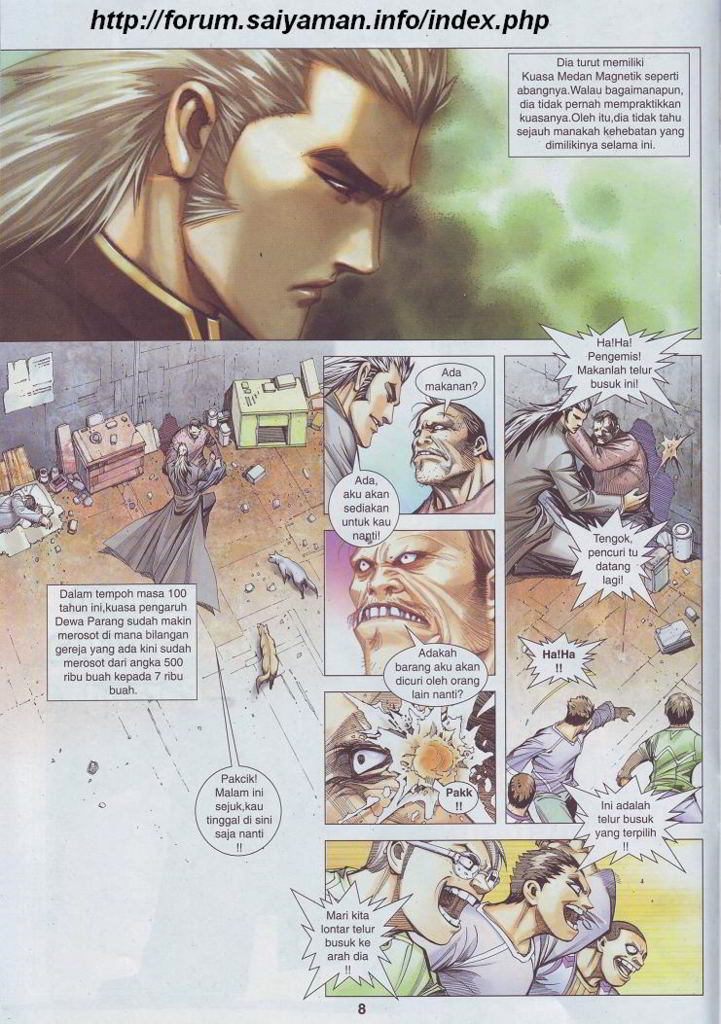 http://forum.saiyaman.info/index.php
Dia turut memiliki
Kuasa Medan Magnetik seperti
abangnya.Walau bagaimanapun,
dia tidak pernah mempraktikkan
kuasanya.Oleh itu,dia tidak tahu
sejauh manakah kehebatan yang
dimilikinya selama ini.
Dalam tempoh masa 100
tahun ini,kuasa pengaruh
Dewa Parang sudah makin
merosot di mana bilangan
gereja yang ada kini sudah
merosot dari angka 500
ribu buah kepada 7 ribu
buah.
Pakcik!
Malam ini
sejuk,kau
tinggal di sini
saja nanti
!!
Ada
makanan?
Ada,
aku akan
sediakan
untuk kau
nanti!
Adakah
barang aku akan
dicuri oleh orang
lain nanti?
Pakk
!!
Ha!Ha!
Pengemis!
Makanlah telur
busuk ini!
Tengok,
pencuri tu
datang
lagi!
Ha!Ha
!!
Ini adalah
telur busuk
yang terpilih
!!
Mari kita
lontar telur
busuk ke
arah dia
!!
8